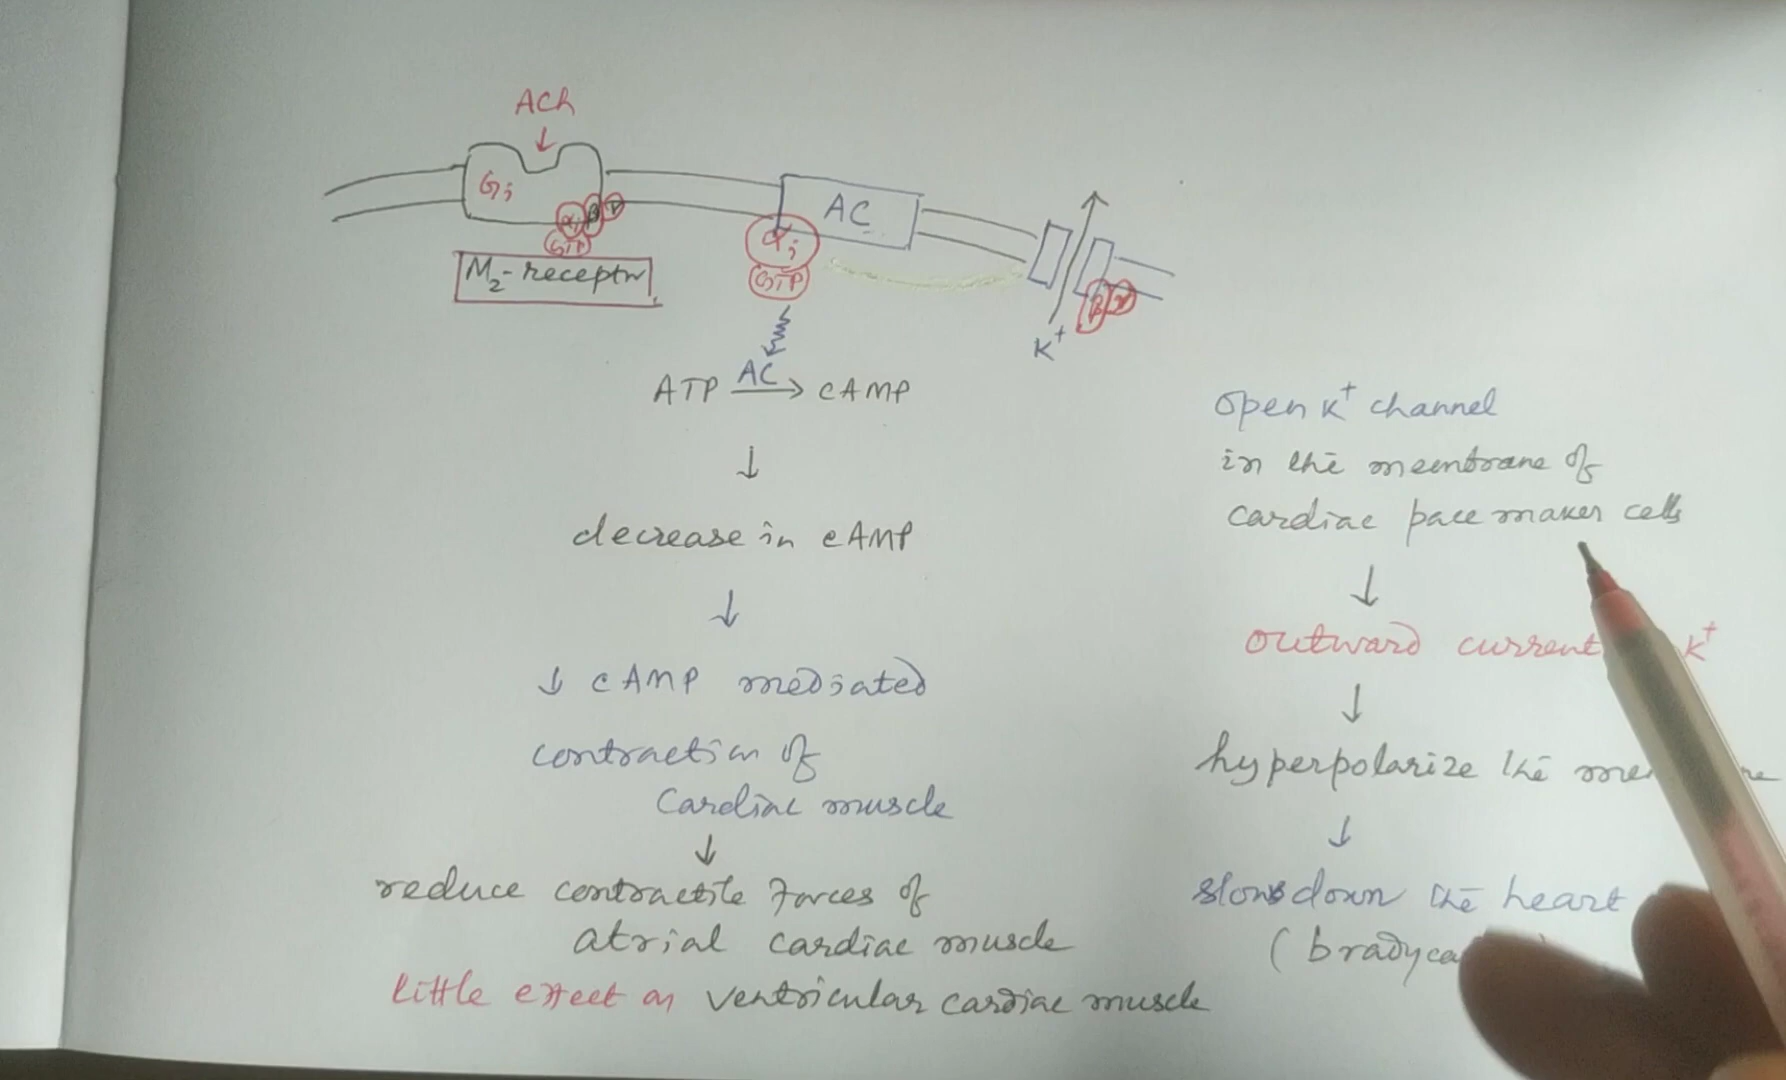 ACh
Gi
αi β γ
GTP
M2-receptor
AC
αi
GTP
β γ
K+
ATP AC → cAMP
↓
decrease in cAMP
↓
↓ cAMP mediated
contraction of
Cardiac muscle
↓
reduce contractile forces of
atrial cardiac muscle
little effect on ventricular cardiac muscle
open K+ channel
in the membrane of
cardiac pace maker cells
↓
outward current K+
↓
hyperpolarize the
↓
slows down the heart
(